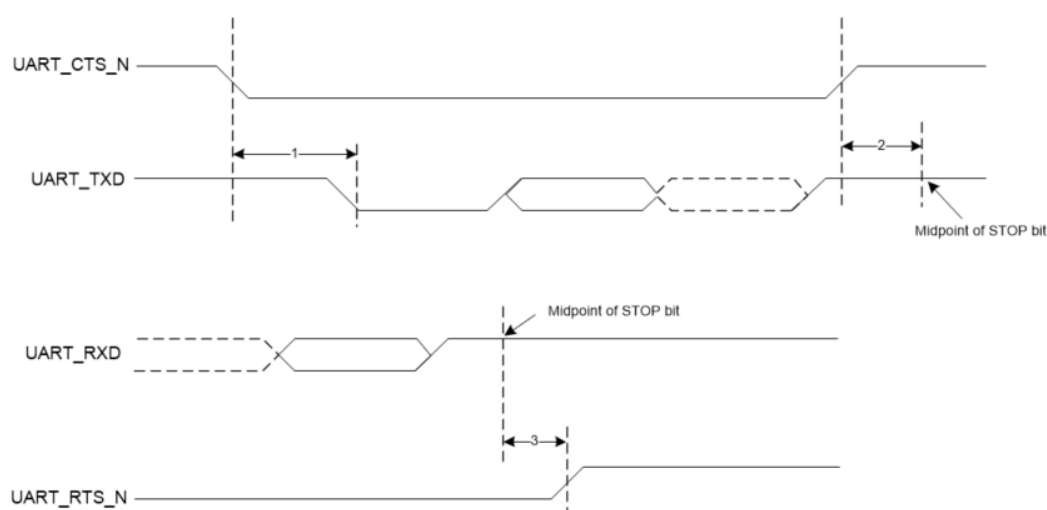 UART_CTS_N
1
2
UART_TXD
Midpoint of STOP bit
Midpoint of STOP bit
UART_RXD
3
UART_RTS_N